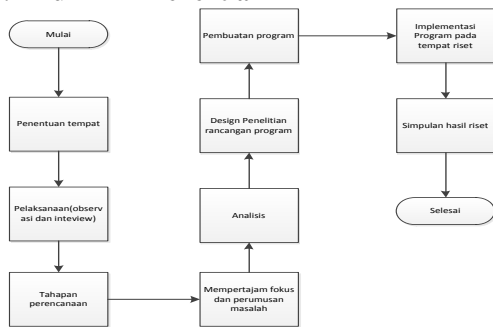 Mulai
Penentuan tempat
Pelaksanaan(observ
asi dan inteview)
Tahapan
perencanaan
Mempertajam fokus
dan perumusan
masalah
Analisis
Design Penelitian
rancangan program
Pembuatan program
Implementasi
Program pada
tempat riset
Simpulan hasil riset
Selesai